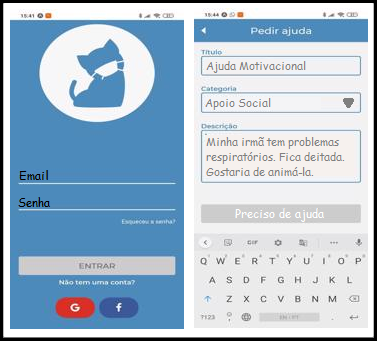 15:41
Email
Senha
Esqueceu a senha?
ENTRAR
Não tem uma conta?
G
f
15:44
Pedir ajuda
Título
Ajuda Motivacional
Categoria
Apoio Social
Descrição
Minha irmã tem problemas
respiratórios. Fica deitada.
Gostaria de animá-la.
Preciso de ajuda
GIF
Q W E R T Y U I O P
A S D F G H J K L
Z X C V B N M
?123 , EN • PT .